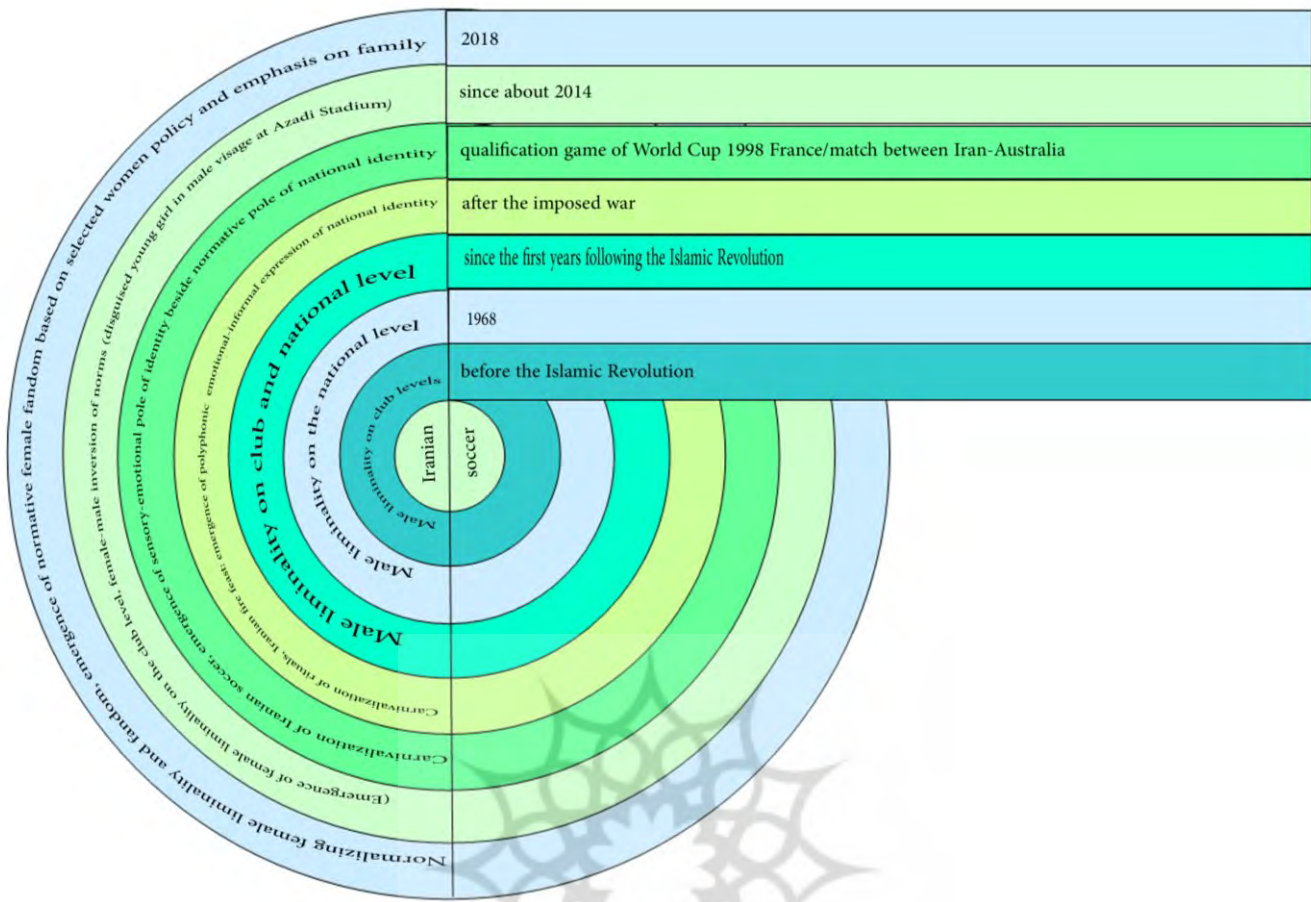 2018
since about 2014
qualification game of World Cup 1998 France/match between Iran-Australia
after the imposed war
since the first years following the Islamic Revolution
1968
before the Islamic Revolution
Normalizing female liminality and fandom, emergence of normative female fandom based on selected women policy and emphasis on family
(Emergence of female liminality on the club level, female-male inversion of norms (disguised young girl in male visage at Azadi Stadium)
Carnivalization of Iranian soccer, emergence of sensory-emotional pole of identity beside normative pole of national identity
Carnivalization of rituals, Iranian fire feast: emergence of polyphonic emotional-informal expression of national identity
Male liminality on club and national level
Male liminality on the national level
Male liminality on club levels
Iranian
soccer